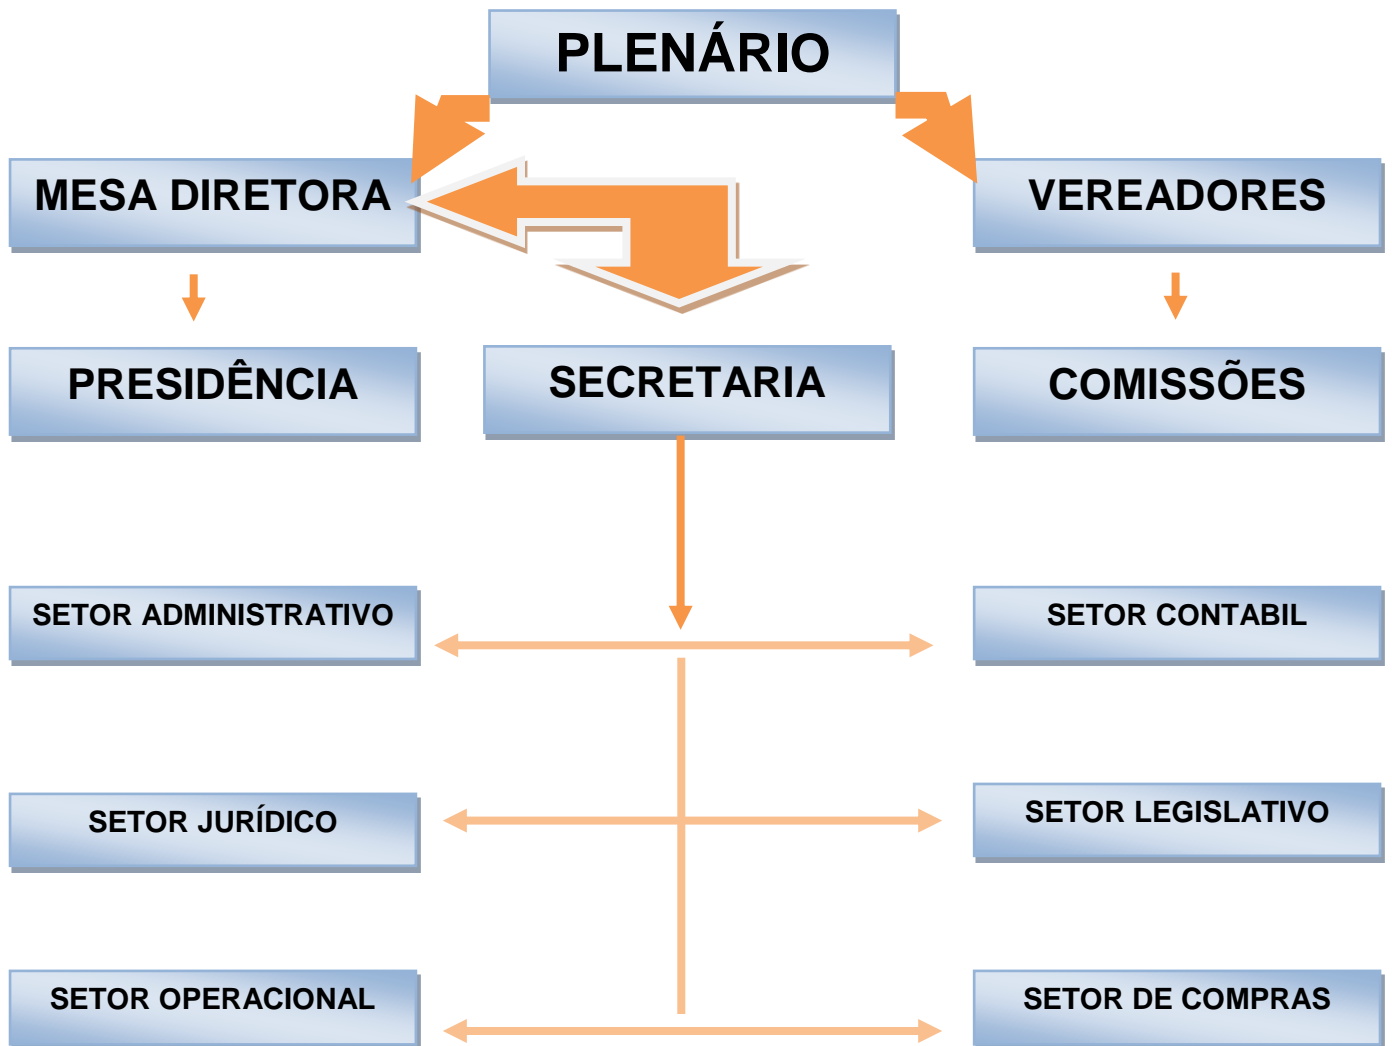 PLENÁRIO
MESA DIRETORA
VEREADORES
PRESIDÊNCIA
SECRETARIA
COMISSÕES
SETOR ADMINISTRATIVO
SETOR CONTABIL
SETOR JURÍDICO
SETOR LEGISLATIVO
SETOR OPERACIONAL
SETOR DE COMPRAS